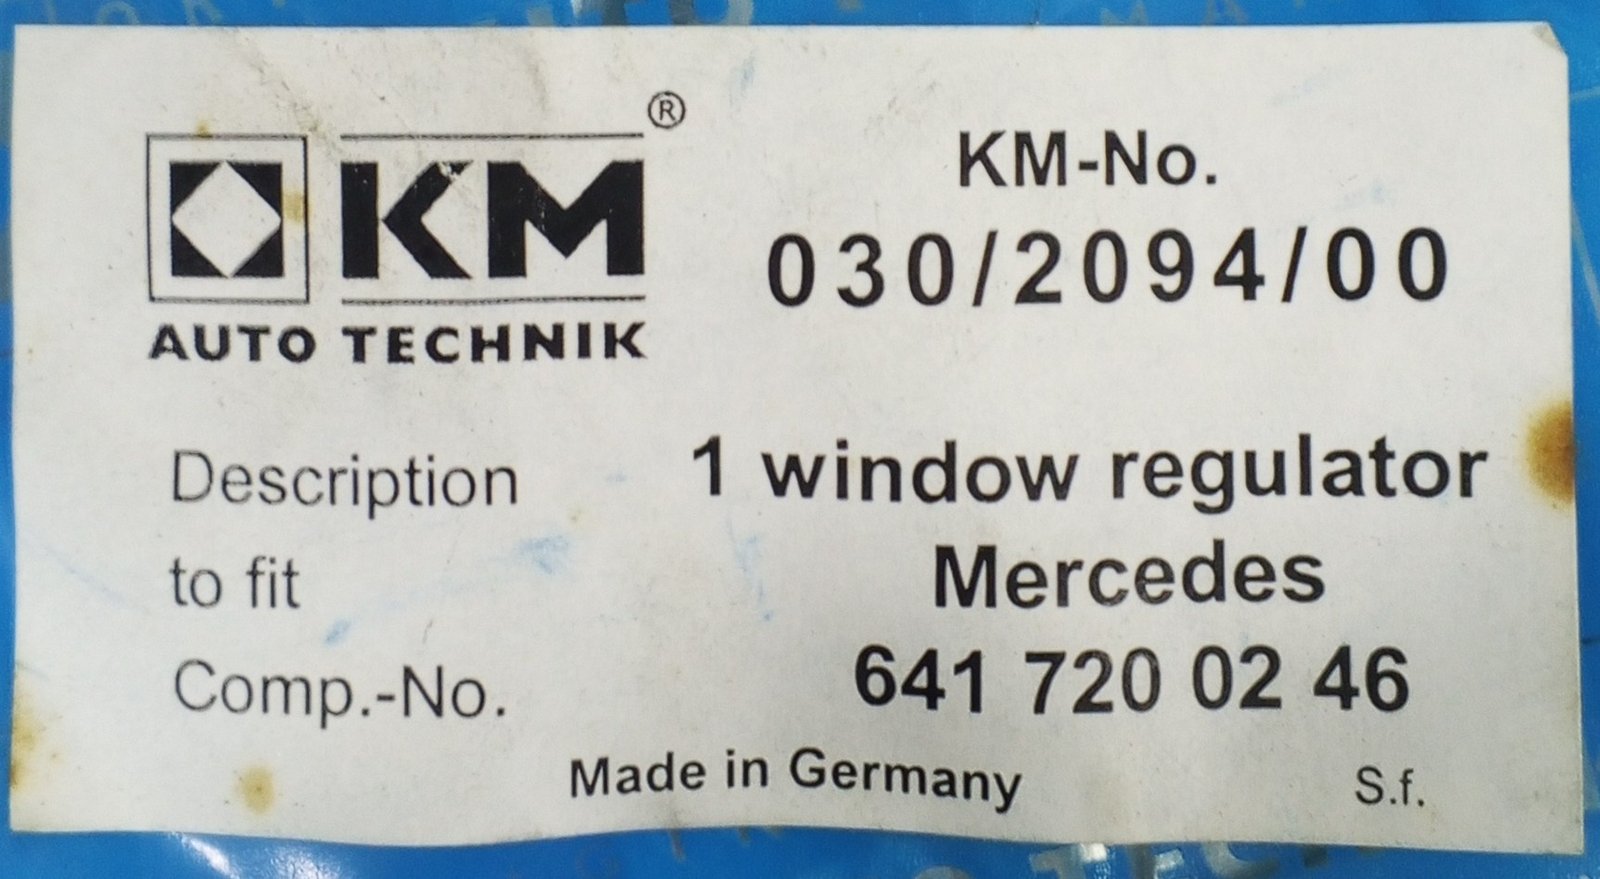 ®
KM
AUTO TECHNIK
KM-No.
030/2094/00
Description 1 window regulator
to fit Mercedes
Comp.-No. 641 720 02 46
Made in Germany S.f.